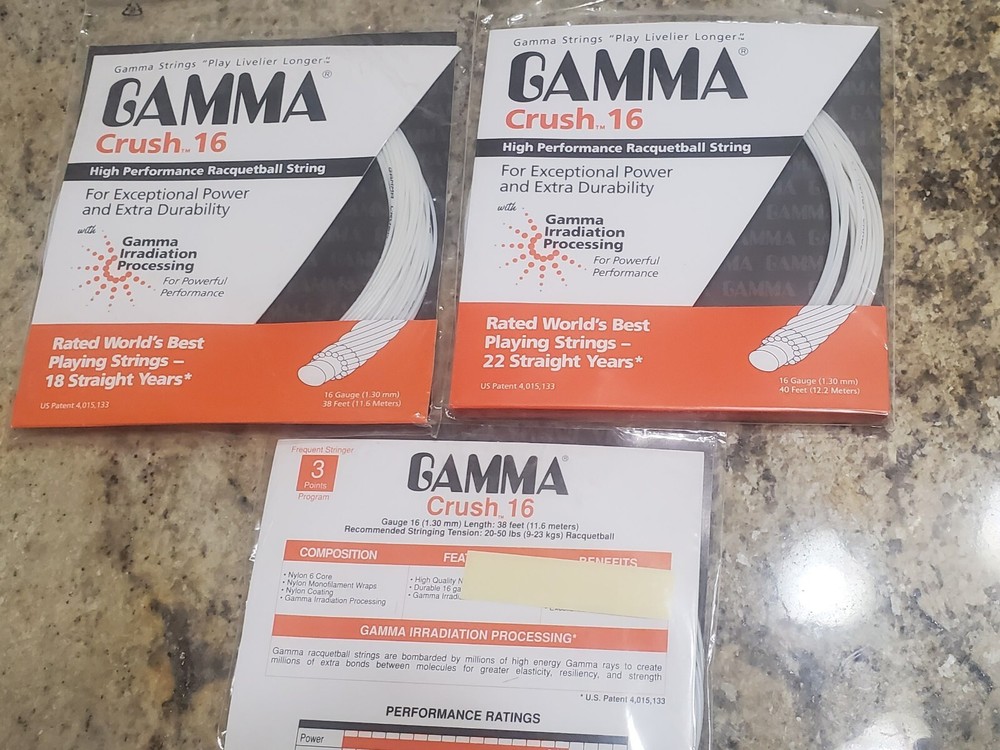 Gamma Strings "Play Livelier Longer"™
GAMMA®
Crush™ 16
High Performance Racquetball String
For Exceptional Power
and Extra Durability
with
Gamma
Irradiation
Processing
For Powerful
Performance
Rated World's Best
Playing Strings –
18 Straight Years*
US Patent 4,015,133
16 Gauge (1.30 mm)
38 Feet (11.6 Meters)
Gamma Strings "Play Livelier Longer"™
GAMMA®
Crush™ 16
High Performance Racquetball String
For Exceptional Power
and Extra Durability
with
Gamma
Irradiation
Processing
For Powerful
Performance
Rated World's Best
Playing Strings –
22 Straight Years*
US Patent 4,015,133
16 Gauge (1.30 mm)
40 Feet (12.2 Meters)
Frequent Stringer
3
Points
Program
GAMMA®
Crush™ 16
Gauge 16 (1.30 mm) Length: 38 feet (11.6 meters)
Recommended Stringing Tension: 20-50 lbs (9-23 kgs) Racquetball
COMPOSITION FEA BENEFITS
• Nylon 6 Core
• Nylon Monofilament Wraps
• Nylon Coating
• Gamma Irradiation Processing
• High Quality N
• Durable 16 ga
• Gamma Irradi
GAMMA IRRADIATION PROCESSING*
Gamma racquetball strings are bombarded by millions of high energy Gamma rays to create
millions of extra bonds between molecules for greater elasticity, resiliency, and strength
* U.S. Patent 4,015,133
PERFORMANCE RATINGS
Power